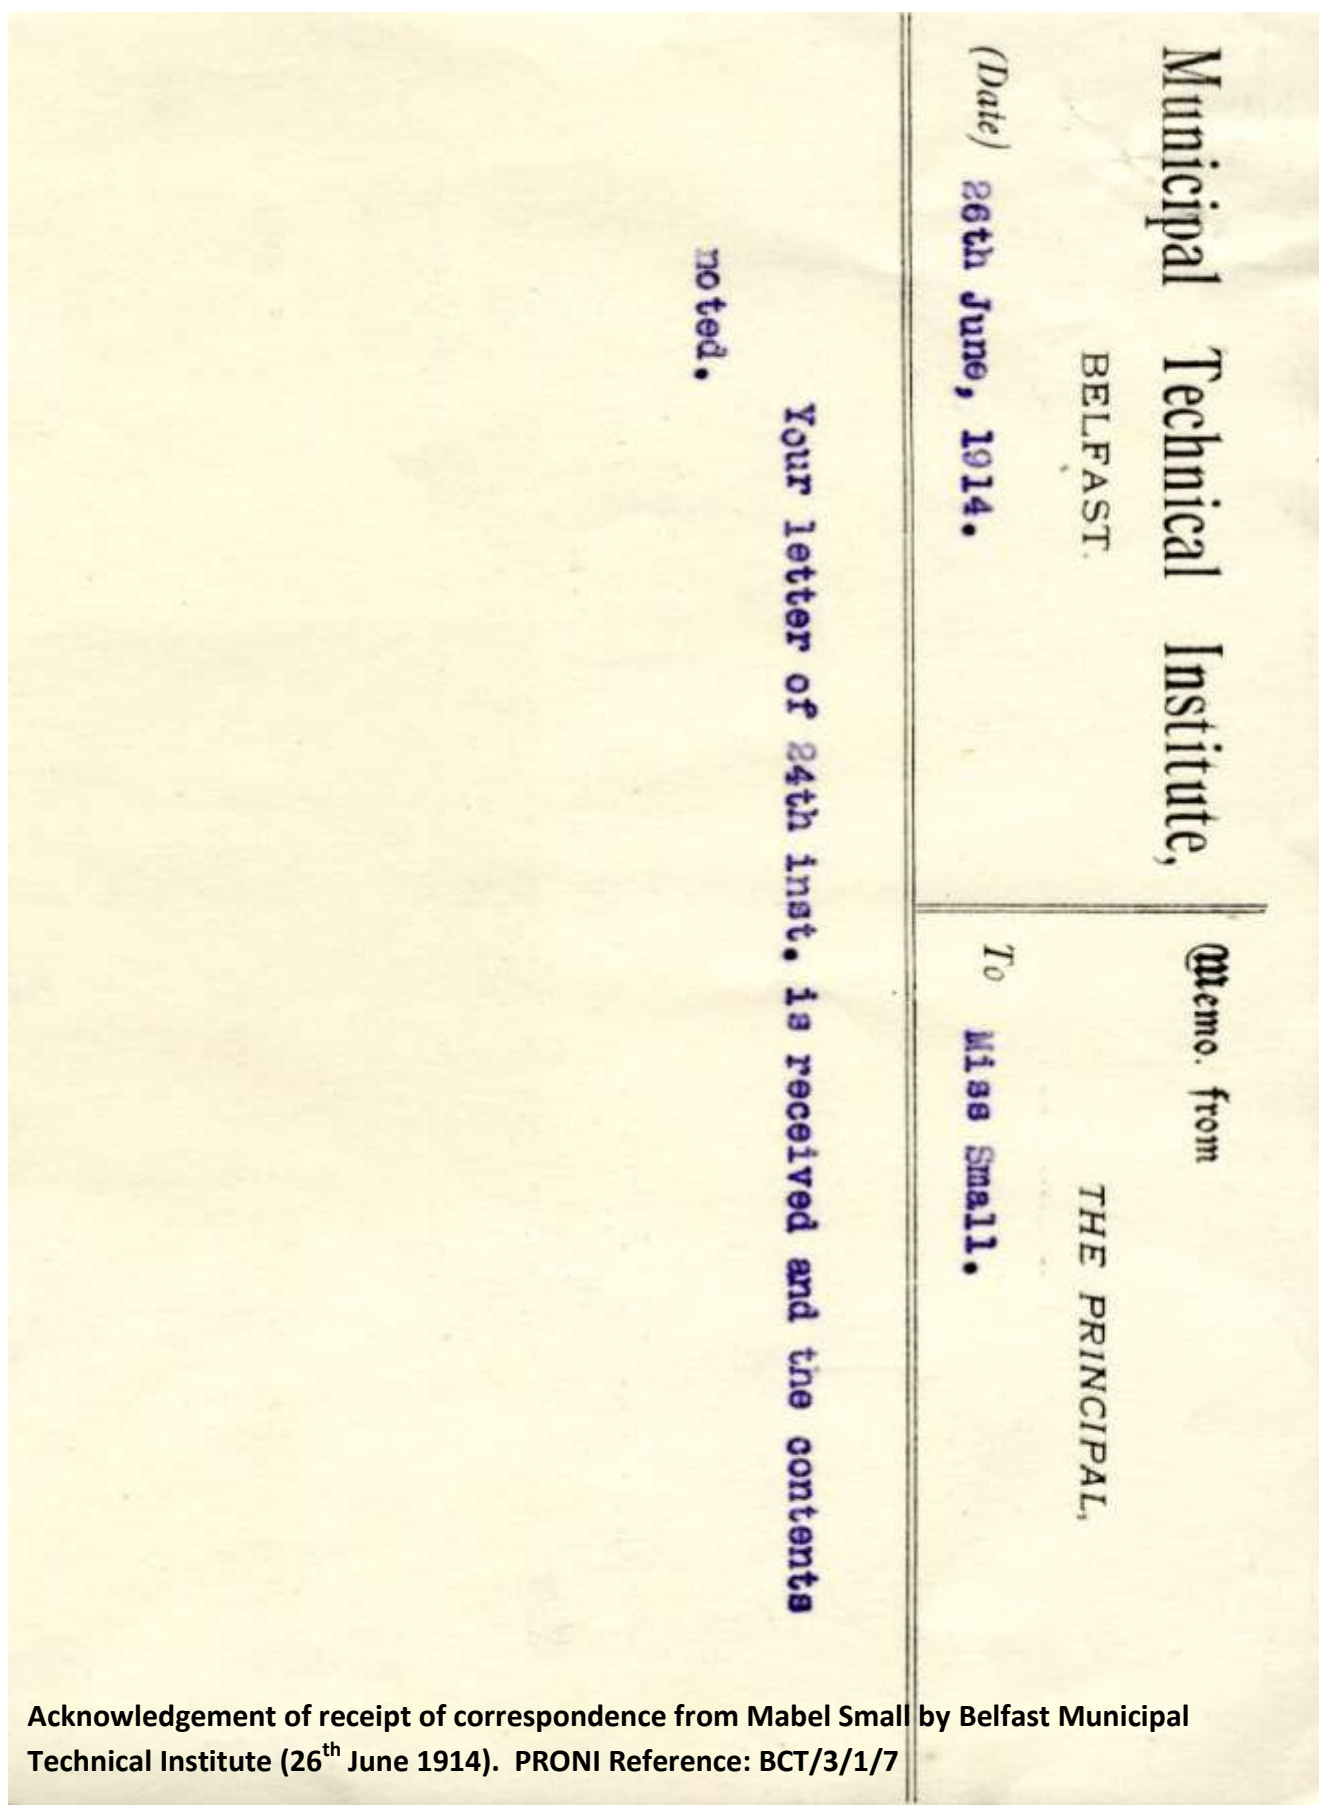 Municipal Technical Institute,
BELFAST.
(Date) 26th June, 1914.
Memo. from
THE PRINCIPAL,
To Miss Small.
Your letter of 24th inst. is received and the contents
noted.
Acknowledgement of receipt of correspondence from Mabel Small by Belfast Municipal
Technical Institute (26th June 1914). PRONI Reference: BCT/3/1/7